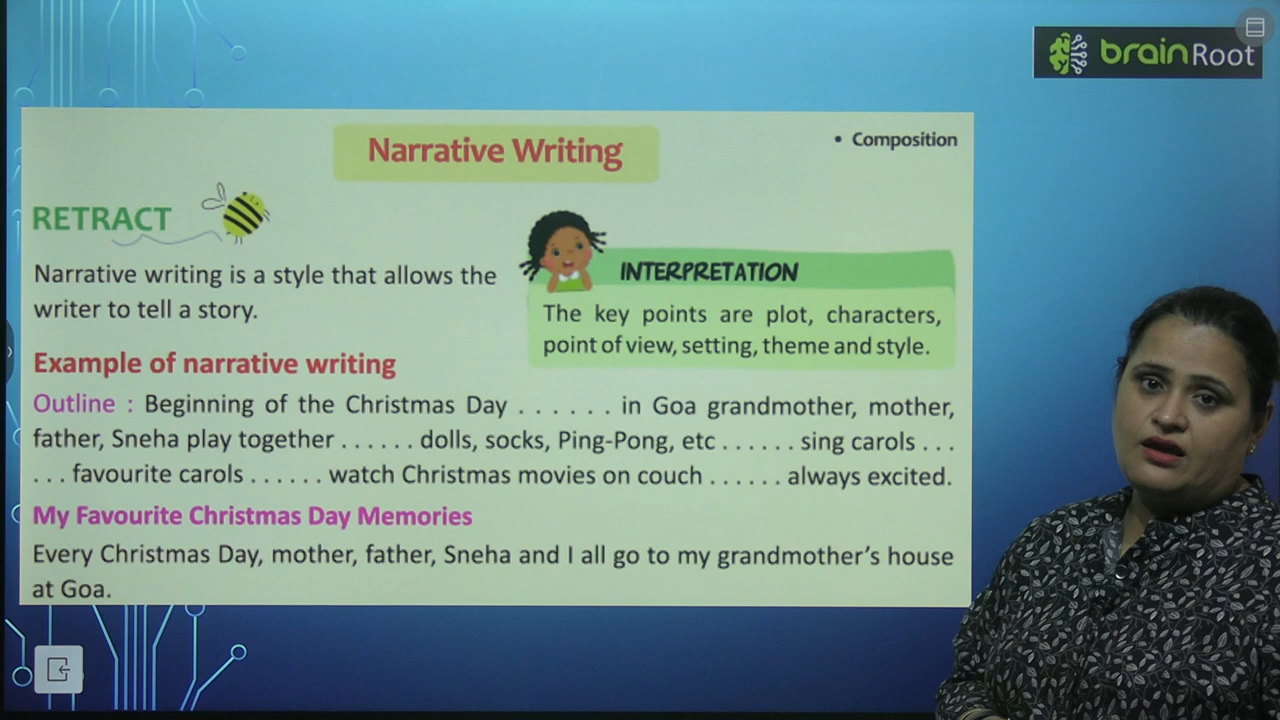 brainRoot
Narrative Writing
• Composition
RETRACT
Narrative writing is a style that allows the
writer to tell a story.
INTERPRETATION
The key points are plot, characters,
point of view, setting, theme and style.
Example of narrative writing
Outline : Beginning of the Christmas Day . . . . . . in Goa grandmother, mother,
father, Sneha play together . . . . . . dolls, socks, Ping-Pong, etc . . . . . . sing carols . . .
. . . favourite carols . . . . . . watch Christmas movies on couch . . . . . . always excited.
My Favourite Christmas Day Memories
Every Christmas Day, mother, father, Sneha and I all go to my grandmother's house
at Goa.